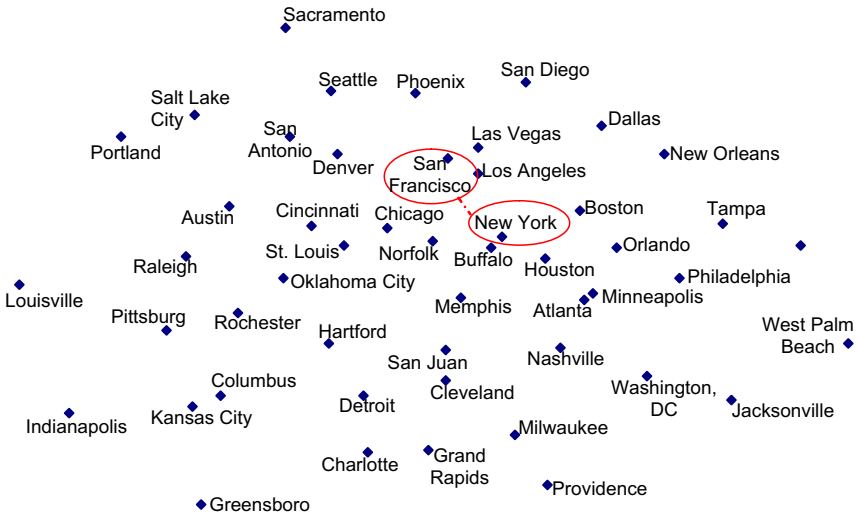 Sacramento
Seattle
Phoenix
San Diego
Salt Lake
City
Portland
San
Antonio
Denver
Las Vegas
Dallas
San
Francisco
Los Angeles
New Orleans
Austin
Cincinnati
Chicago
New York
Boston
Tampa
Raleigh
St. Louis
Norfolk
Buffalo
Houston
Orlando
Louisville
Oklahoma City
Memphis
Atlanta
Minneapolis
Philadelphia
Pittsburg
Rochester
Hartford
San Juan
Nashville
West Palm
Beach
Columbus
Cleveland
Washington,
DC
Indianapolis
Kansas City
Detroit
Milwaukee
Jacksonville
Charlotte
Grand
Rapids
Providence
Greensboro